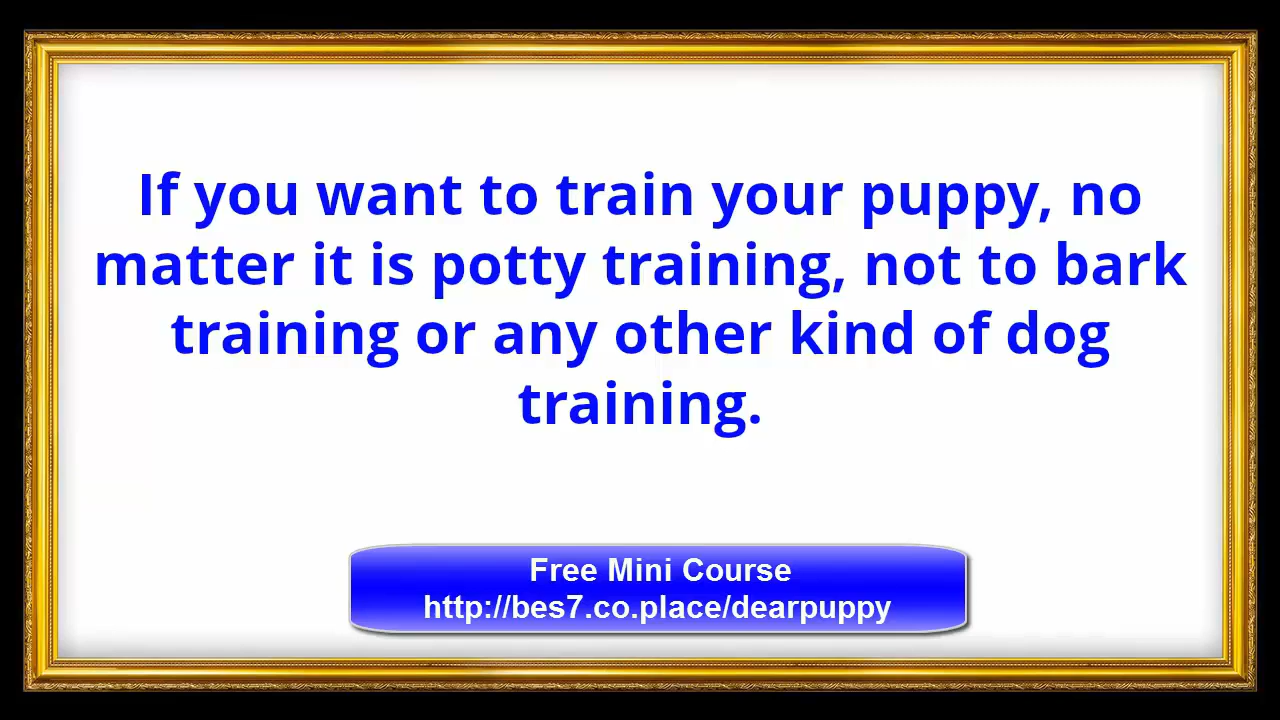 If you want to train your puppy, no
matter it is potty training, not to bark
training or any other kind of dog
training.
Free Mini Course
http://bes7.co.place/dearpuppy